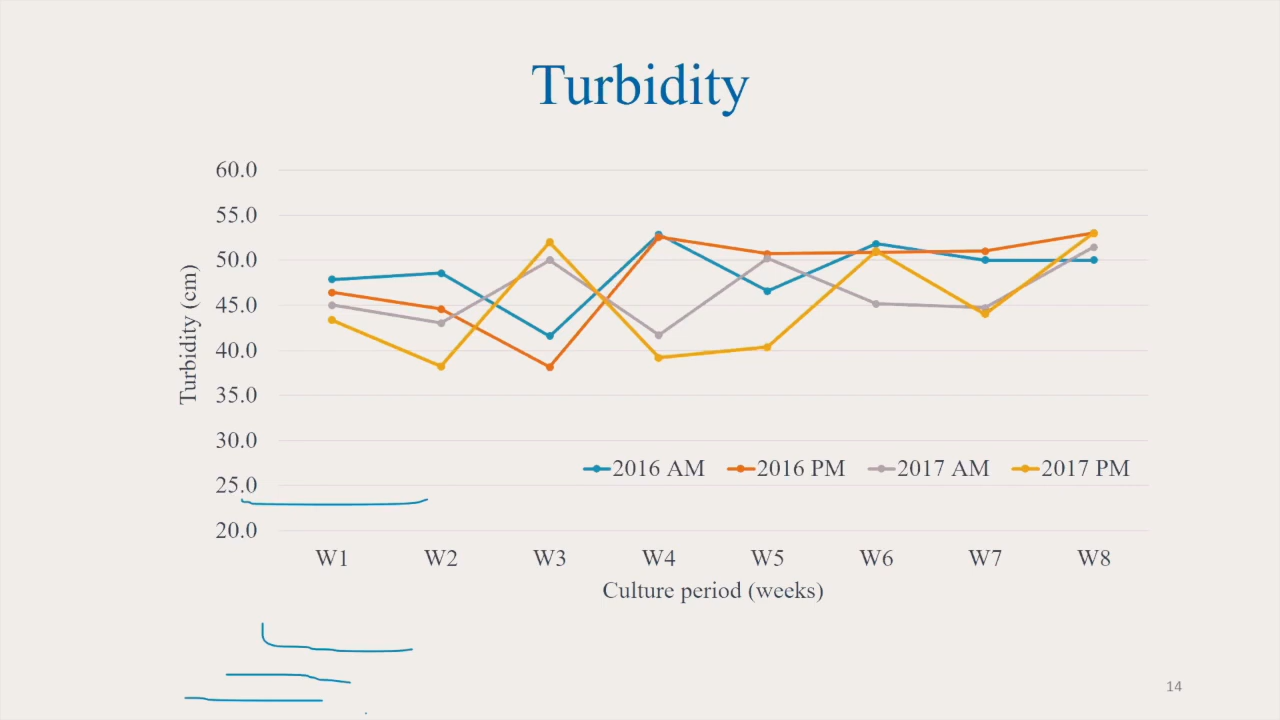 Turbidity
60.0
55.0
50.0
45.0
40.0
35.0
30.0
25.0
20.0
Turbidity (cm)
2016 AM 2016 PM 2017 AM 2017 PM
W1 W2 W3 W4 W5 W6 W7 W8
Culture period (weeks)
14